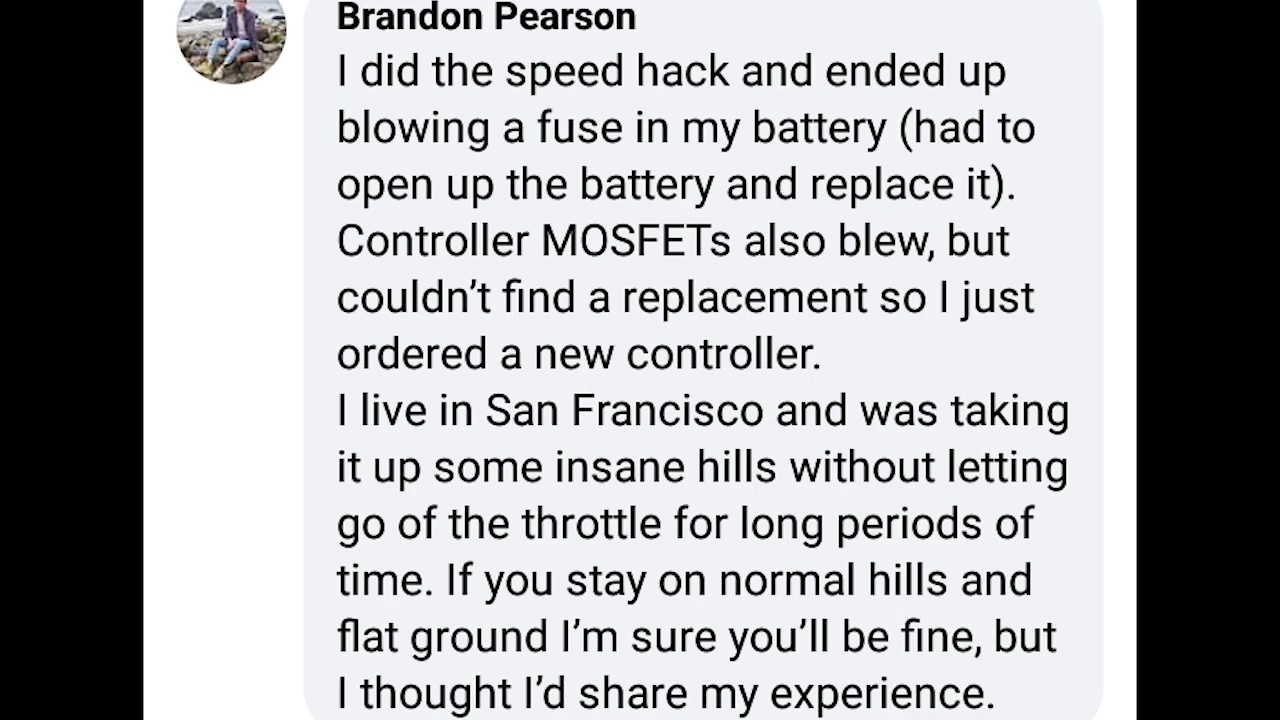 Brandon Pearson
I did the speed hack and ended up
blowing a fuse in my battery (had to
open up the battery and replace it).
Controller MOSFETs also blew, but
couldn’t find a replacement so I just
ordered a new controller.
I live in San Francisco and was taking
it up some insane hills without letting
go of the throttle for long periods of
time. If you stay on normal hills and
flat ground I’m sure you’ll be fine, but
I thought I’d share my experience.